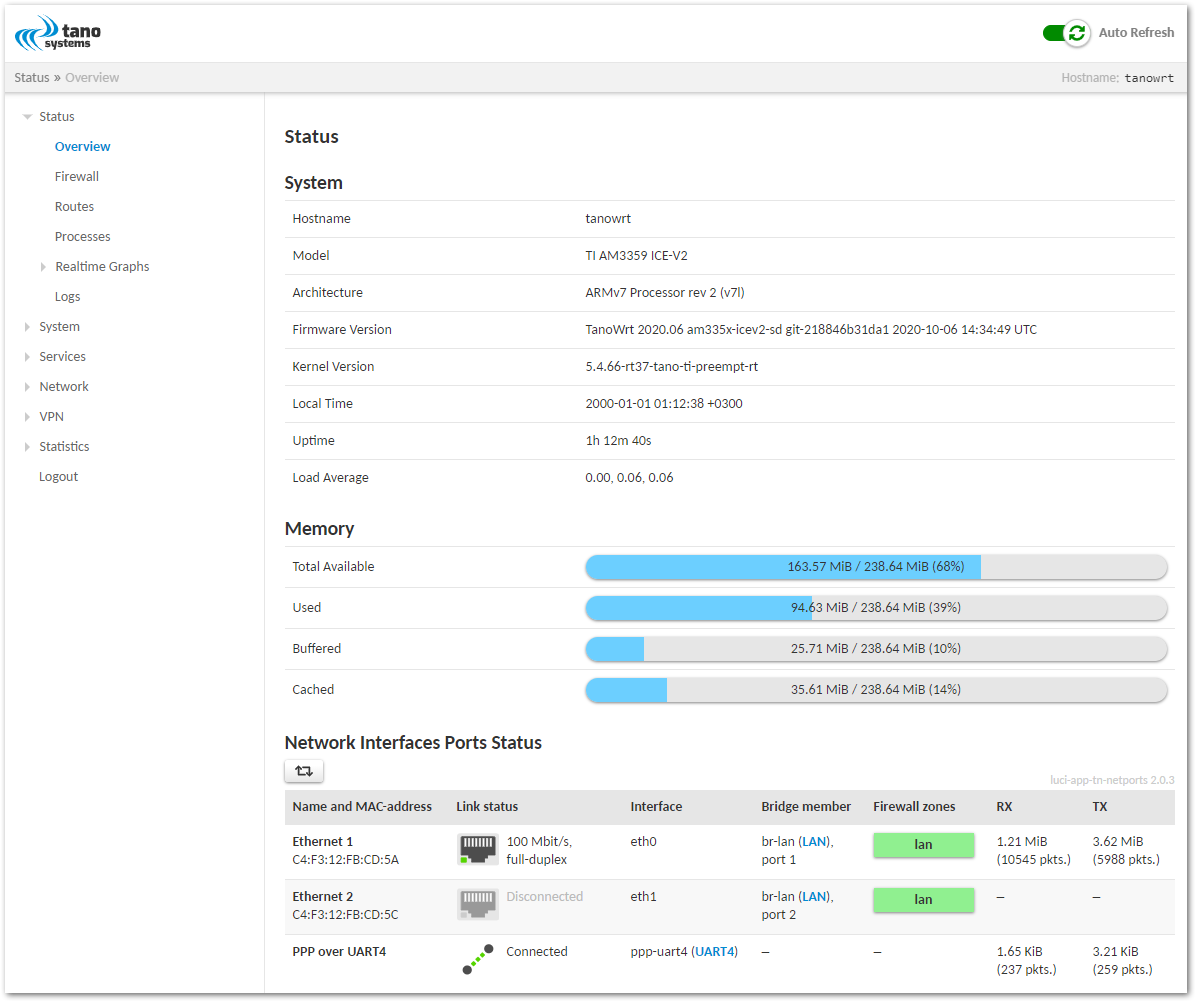 tano
systems
Auto Refresh
Status » Overview
Hostname: tanowrt
Status
Overview
Firewall
Routes
Processes
Realtime Graphs
Logs
System
Services
Network
VPN
Statistics
Logout
Status
System
Hostname tanowrt
Model TI AM3359 ICE-V2
Architecture ARMv7 Processor rev 2 (v7l)
Firmware Version TanoWrt 2020.06 am335x-icev2-sd git-218846b31da1 2020-10-06 14:34:49 UTC
Kernel Version 5.4.66-rt37-tano-ti-preempt-rt
Local Time 2000-01-01 01:12:38 +0300
Uptime 1h 12m 40s
Load Average 0.00, 0.06, 0.06
Memory
Total Available 163.57 MiB / 238.64 MiB (68%)
Used 94.63 MiB / 238.64 MiB (39%)
Buffered 25.71 MiB / 238.64 MiB (10%)
Cached 35.61 MiB / 238.64 MiB (14%)
Network Interfaces Ports Status
luci-app-tn-netports 2.0.3
Name and MAC-address Link status Interface Bridge member Firewall zones RX TX
Ethernet 1 100 Mbit/s, eth0 br-lan (LAN), lan 1.21 MiB 3.62 MiB
C4:F3:12:FB:CD:5A full-duplex port 1 (10545 pkts.) (5988 pkts.)
Ethernet 2 Disconnected eth1 br-lan (LAN), lan – –
C4:F3:12:FB:CD:5C port 2
PPP over UART4 Connected ppp-uart4 (UART4) – – 1.65 KiB 3.21 KiB
(237 pkts.) (259 pkts.)